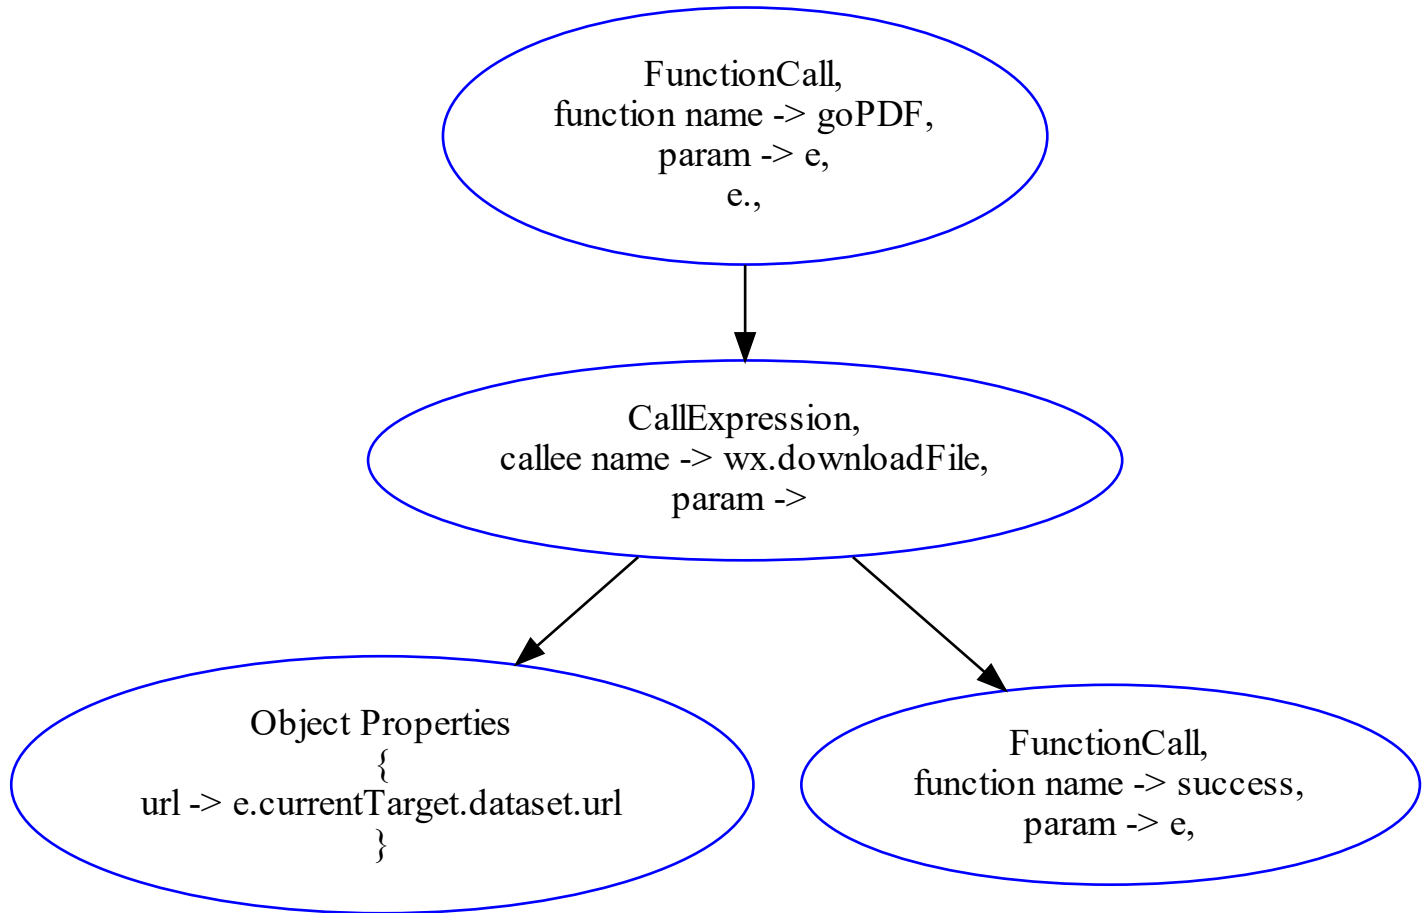 FunctionCall,
function name -> goPDF,
param -> e,
e.,
CallExpression,
callee name -> wx.downloadFile,
param ->
Object Properties
{
url -> e.currentTarget.dataset.url
}
FunctionCall,
function name -> success,
param -> e,